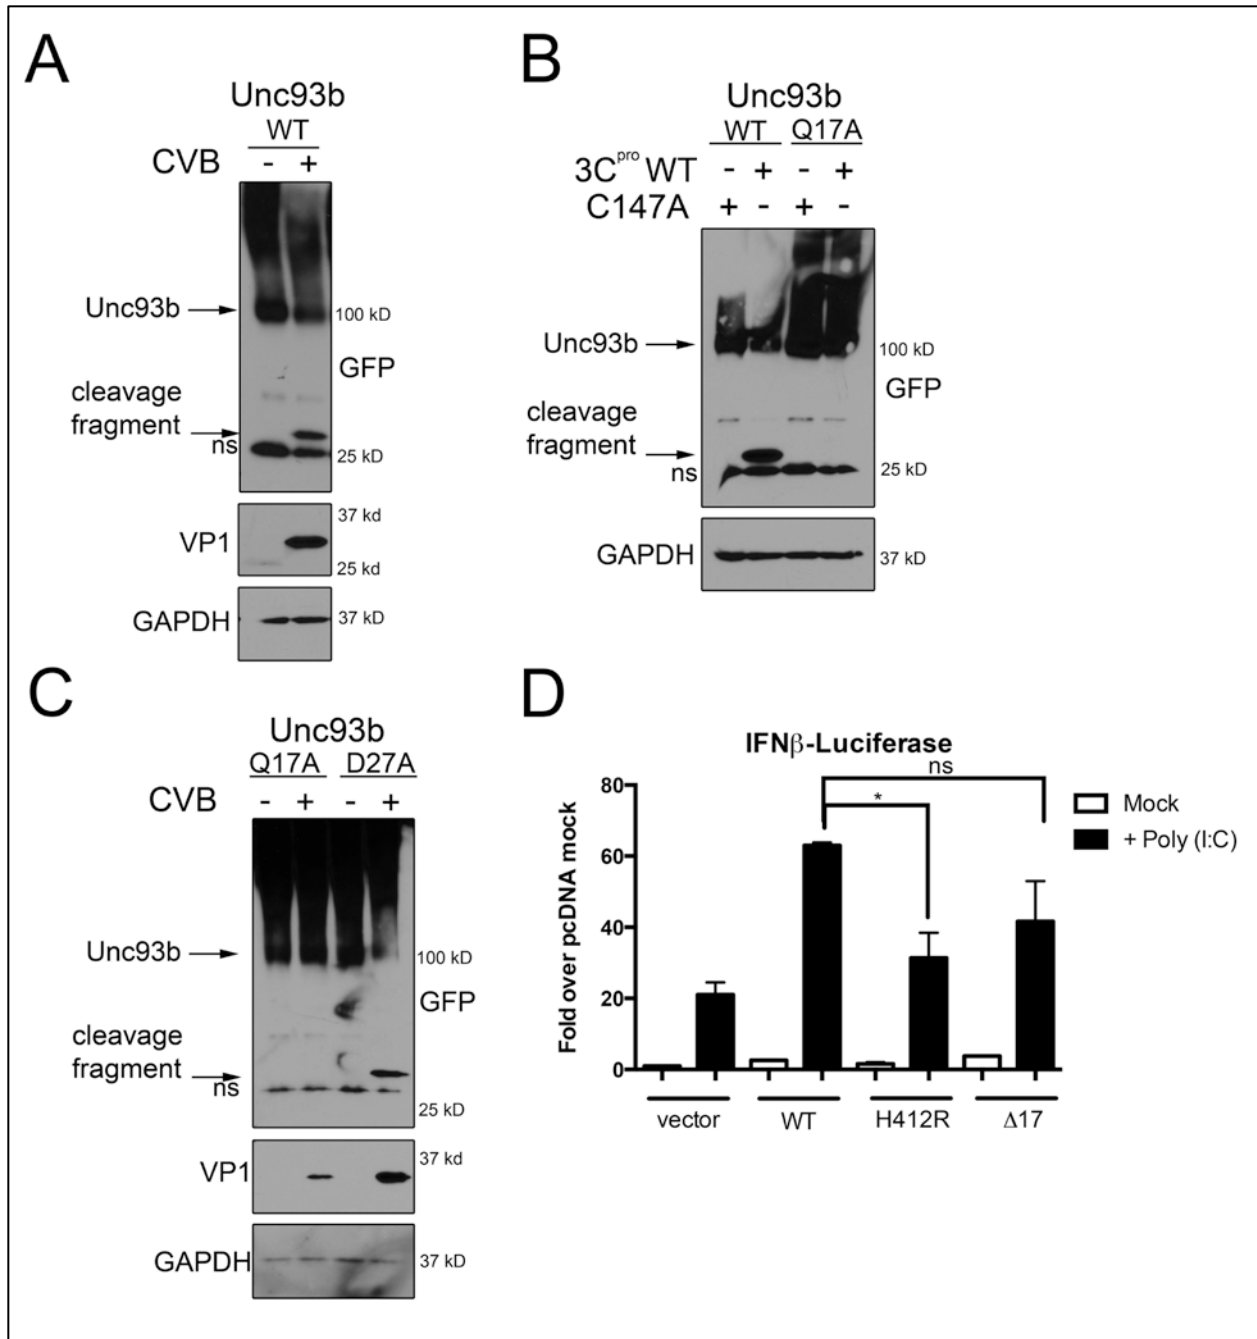 A
Unc93b
WT
CVB - +
Unc93b
100 kD
GFP
cleavage
fragment
ns
25 kD
37 kd
VP1
25 kd
GAPDH
37 kD
B
Unc93b
WT Q17A
3Cpro WT - + - +
C147A + - + -
Unc93b
100 kD
GFP
cleavage
fragment
ns
25 kD
GAPDH
37 kD
C
Unc93b
Q17A D27A
CVB - + - +
Unc93b
100 kD
GFP
cleavage
fragment
ns
25 kD
37 kd
VP1
GAPDH
37 kD
D
IFNβ-Luciferase
ns
*
Mock
+ Poly (I:C)
Fold over pcDNA mock
80
60
40
20
0
vector WT H412R Δ17